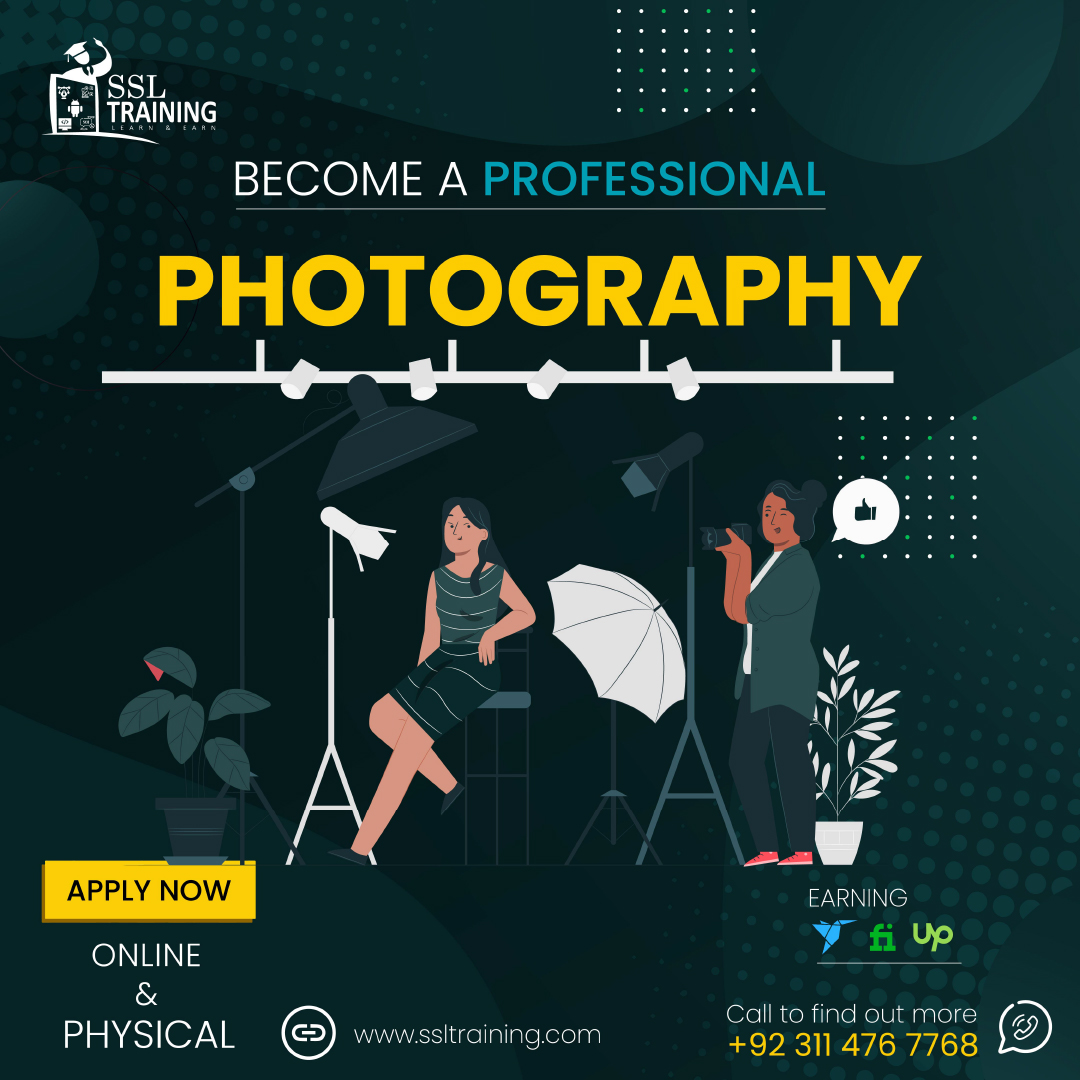 SSL
TRAINING
LEARN & EARN
BECOME A PROFESSIONAL
PHOTOGRAPHY
APPLY NOW
ONLINE
&
PHYSICAL
www.ssltraining.com
EARNING
fi up
Call to find out more
+92 311 476 7768